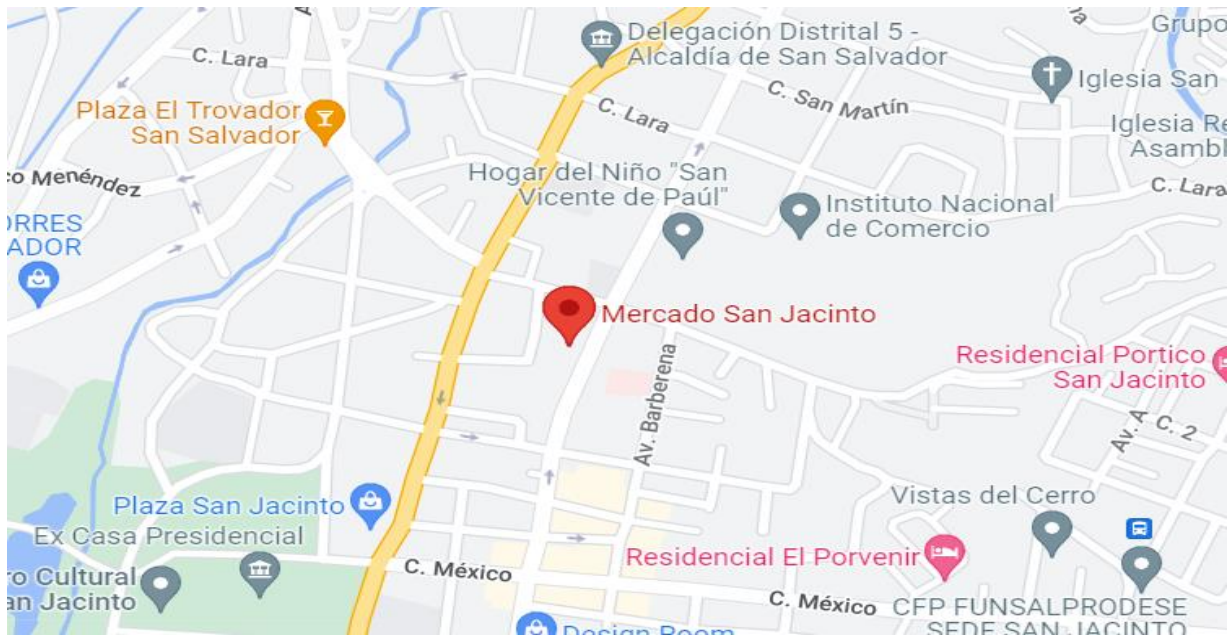 Delegación Distrital 5 -
Alcaldía de San Salvador
Grupo
C. Lara
Iglesia San
Plaza El Trovador
San Salvador
C. San Martín
C. Lara
Iglesia Re
Asambl
co Menéndez
Hogar del Niño "San
Vicente de Paúl"
C. Lara
Instituto Nacional
de Comercio
ORRES
ADOR
Mercado San Jacinto
Residencial Portico
San Jacinto
Av. Barberena
Av. A
C. 2
Plaza San Jacinto
Vistas del Cerro
Ex Casa Presidencial
Residencial El Porvenir
C. México
ro Cultural
an Jacinto
C. México
CFP FUNSALPRODESE
SEDE SAN JACINTO
Design Room